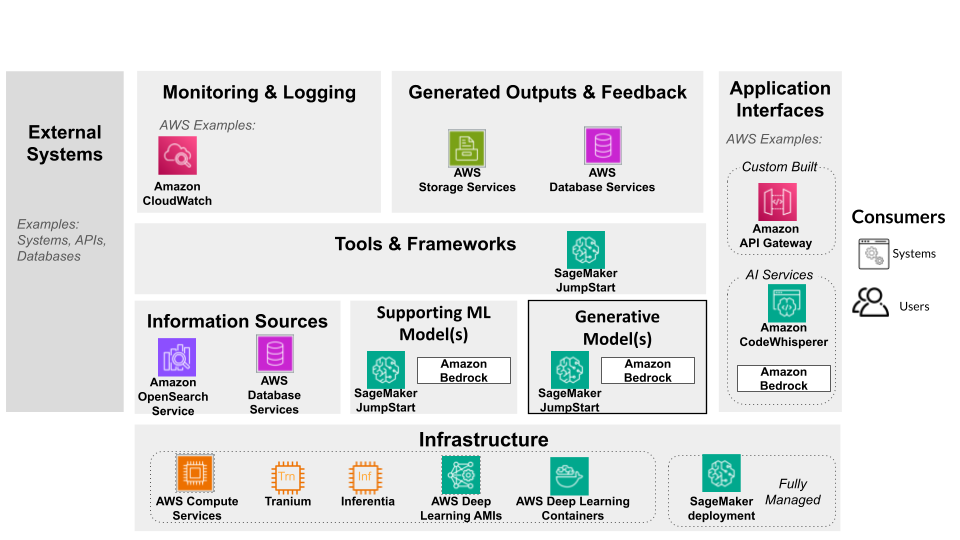 External
Systems
Examples:
Systems, APIs,
Databases
Monitoring & Logging
AWS Examples:
Amazon
CloudWatch
Generated Outputs & Feedback
AWS
Storage Services
AWS
Database Services
Application
Interfaces
AWS Examples:
Custom Built
Amazon
API Gateway
AI Services
Amazon
CodeWhisperer
Amazon
Bedrock
Consumers
Systems
Users
Tools & Frameworks
SageMaker
JumpStart
Information Sources
Amazon
OpenSearch
Service
AWS
Database
Services
Supporting ML
Model(s)
SageMaker
JumpStart
Amazon
Bedrock
Generative
Model(s)
SageMaker
JumpStart
Amazon
Bedrock
Infrastructure
AWS Compute
Services
Trn
Tranium
Inf
Inferentia
AWS Deep
Learning AMIs
AWS Deep Learning
Containers
SageMaker
deployment
Fully
Managed